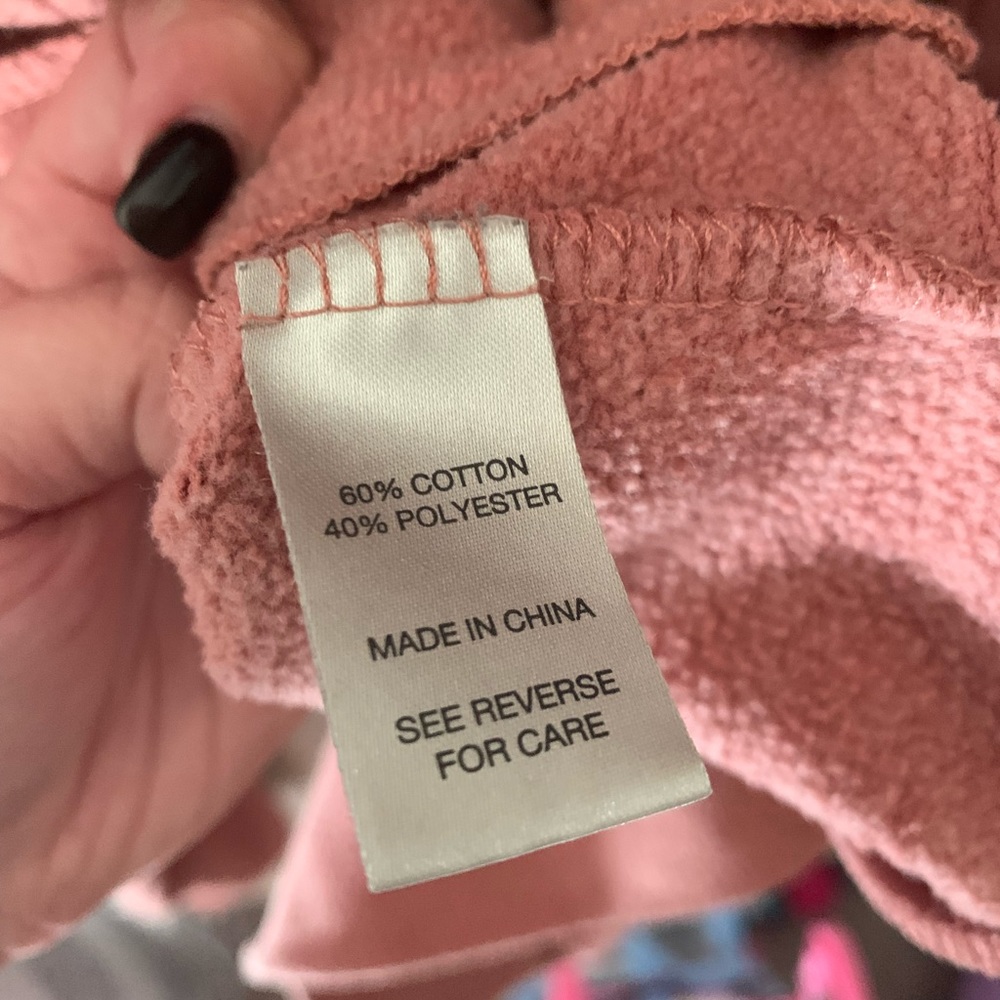 60% COTTON
40% POLYESTER
MADE IN CHINA
SEE REVERSE
FOR CARE